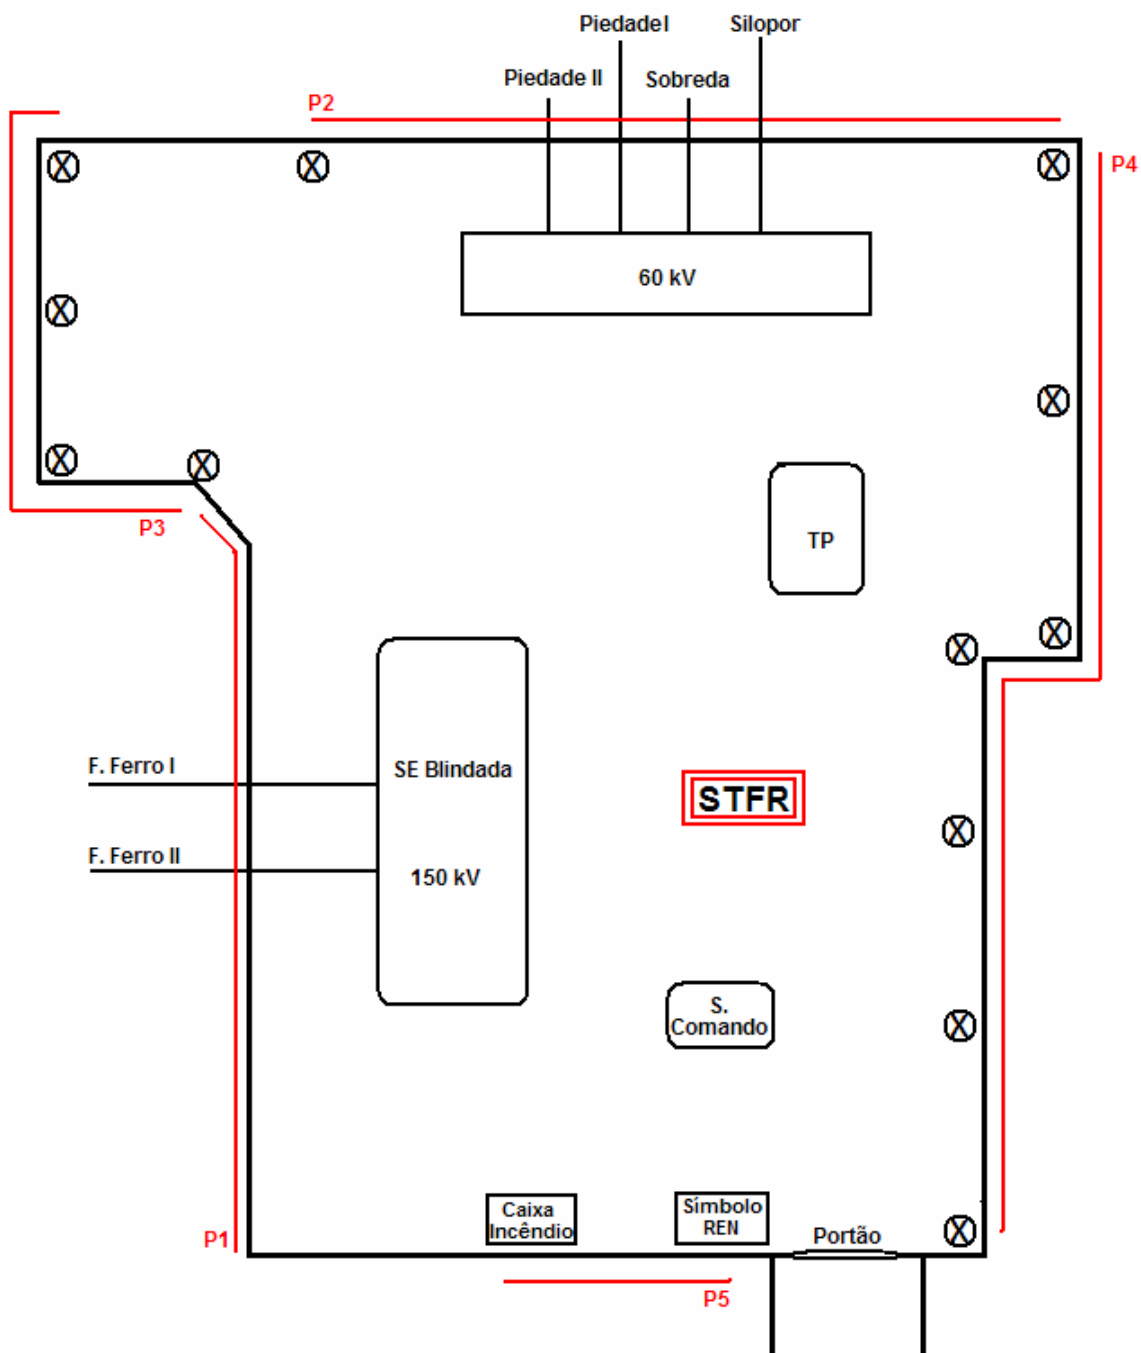 Piedade I
Silopor
Piedade II
Sobreda
P2
P4
60 kV
P3
TP
F. Ferro I
SE Blindada
STFR
F. Ferro II
150 kV
S.
Comando
Caixa
Incêndio
Símbolo
REN
Portão
P1
P5